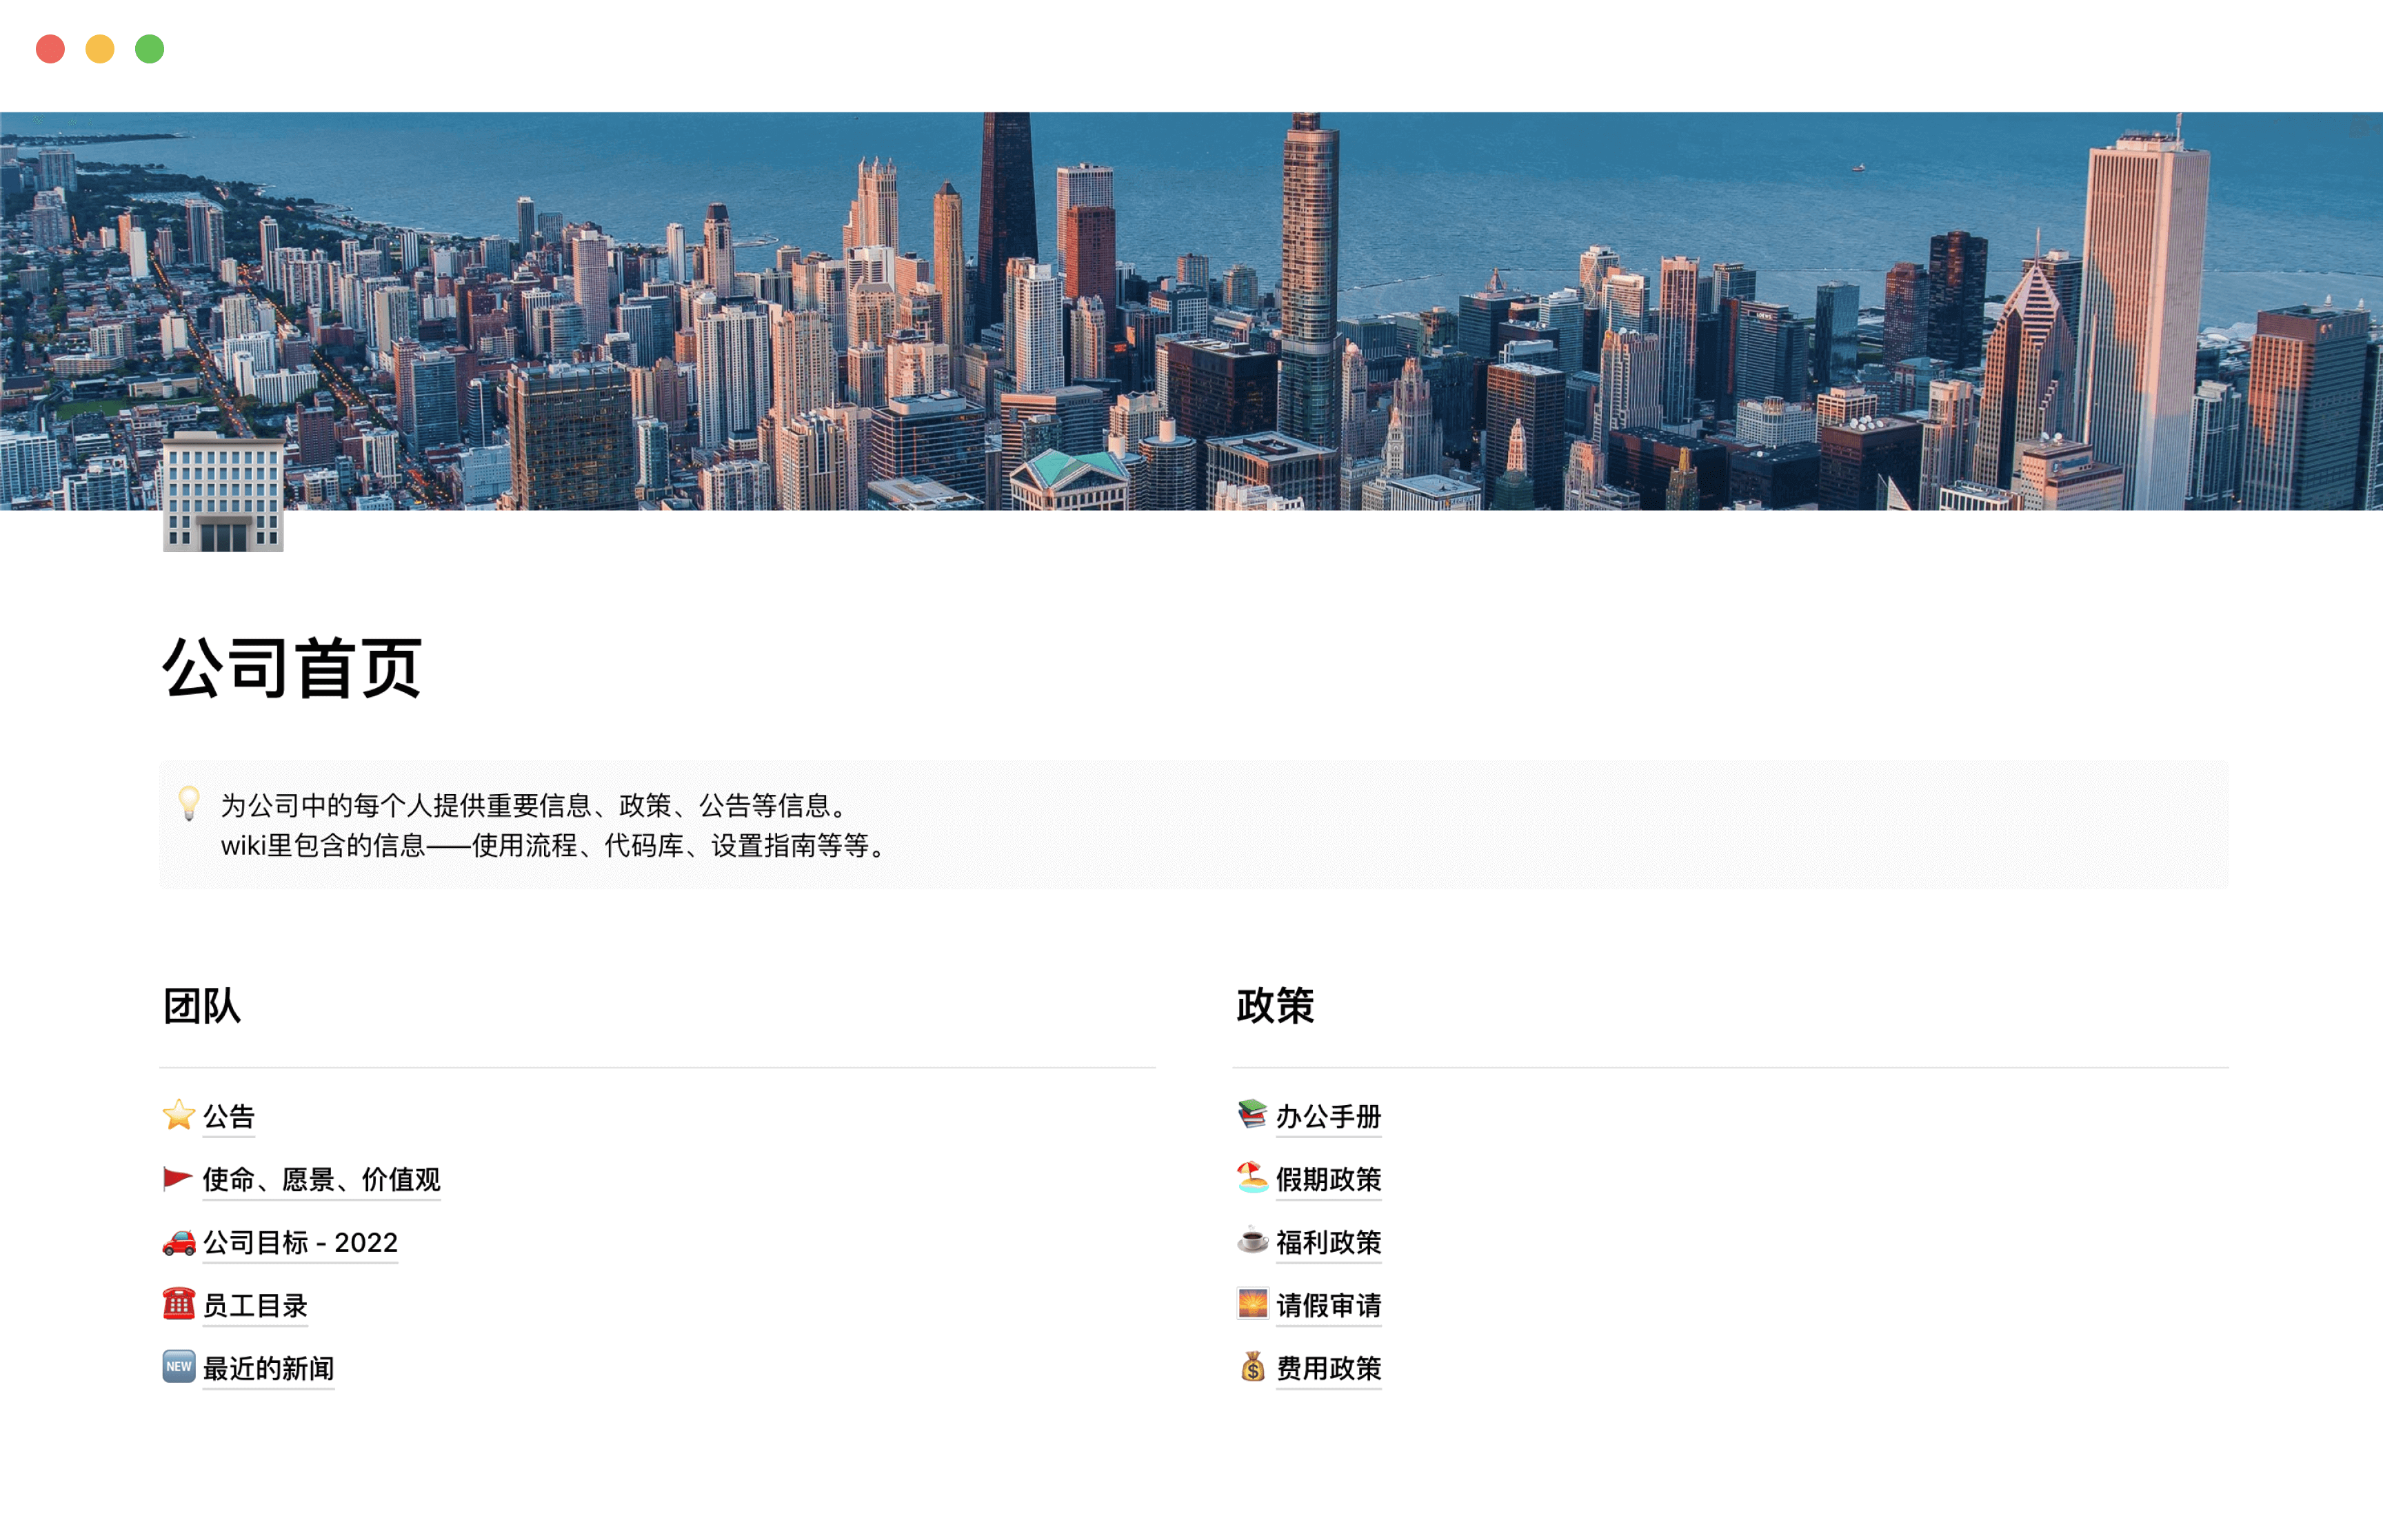 公司首页
为公司中的每个人提供重要信息、政策、公告等信息。
wiki里包含的信息——使用流程、代码库、设置指南等等。
团队
公告
使命、愿景、价值观
公司目标 - 2022
员工目录
NEW 最近的新闻
政策
办公手册
假期政策
福利政策
请假审请
费用政策